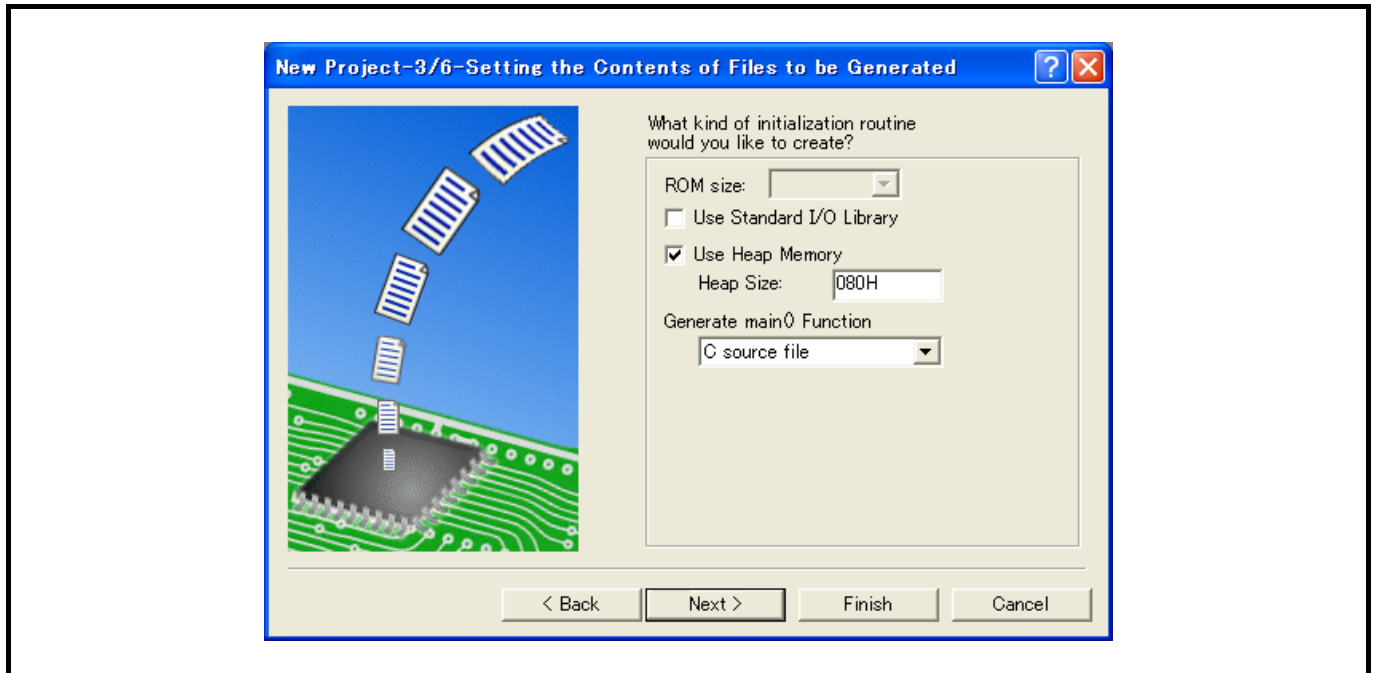 New Project-3/6-Setting the Contents of Files to be Generated
What kind of initialization routine
would you like to create?
ROM size:
Use Standard I/O Library
Use Heap Memory
Heap Size: 080H
Generate main() Function
C source file
< Back Next > Finish Cancel